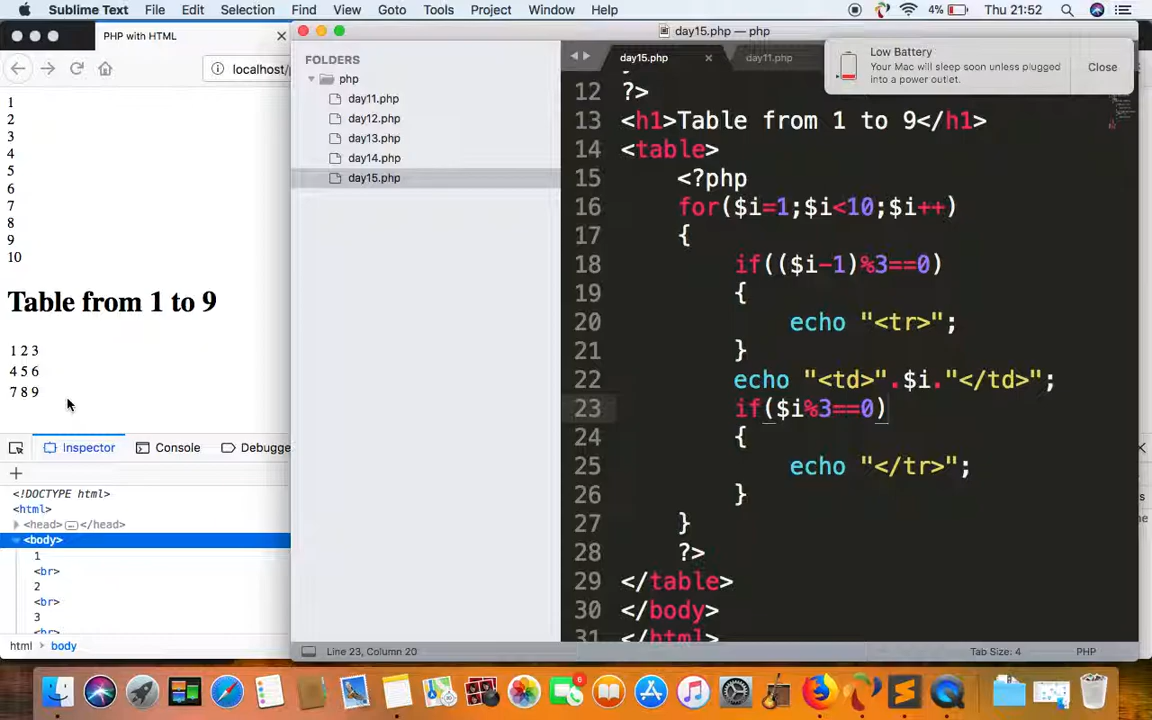 Sublime Text File Edit Selection Find View Goto Tools Project Window Help 4% Thu 21:52
PHP with HTML
localhost/
1
2
3
4
5
6
7
8
9
10
Table from 1 to 9
1 2 3
4 5 6
7 8 9
Inspector Console Debugge
<!DOCTYPE html>
<html>
<head> </head>
<body>
1
<br>
2
<br>
3
<br>
html body
day15.php — php
FOLDERS
php
day11.php
day12.php
day13.php
day14.php
day15.php
day15.php day11.php
Low Battery
Your Mac will sleep soon unless plugged
into a power outlet.
Close
12 ?>
13 <h1>Table from 1 to 9</h1>
14 <table>
15 <?php
16 for($i=1;$i<10;$i++)
17 {
18 if(($i-1)%3==0)
19 {
20 echo "<tr>";
21 }
22 echo "<td>".$i."</td>";
23 if($i%3==0)
24 {
25 echo "</tr>";
26 }
27 }
28 ?>
29 </table>
30 </body>
31 </html>
Line 23, Column 20 Tab Size: 4 PHP
6